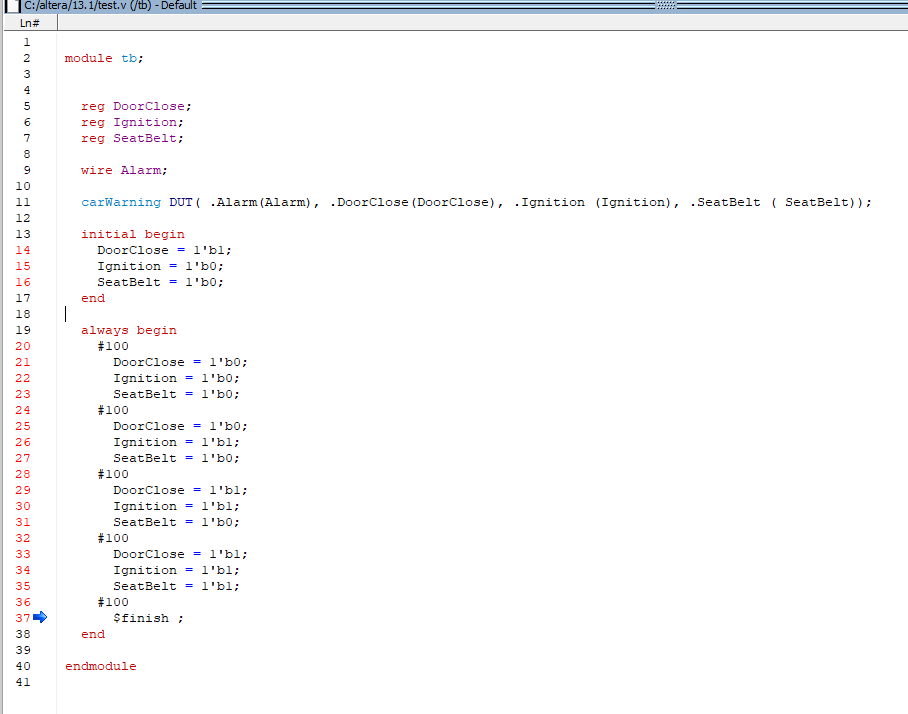 C:/altera/13.1/test.v (/tb) - Default
Ln#
1
2 module tb;
3
4
5 reg DoorClose;
6 reg Ignition;
7 reg SeatBelt;
8
9 wire Alarm;
10
11 carWarning DUT( .Alarm(Alarm), .DoorClose(DoorClose), .Ignition (Ignition), .SeatBelt ( SeatBelt));
12
13 initial begin
14 DoorClose = 1'b1;
15 Ignition = 1'b0;
16 SeatBelt = 1'b0;
17 end
18
19 always begin
20 #100
21 DoorClose = 1'b0;
22 Ignition = 1'b0;
23 SeatBelt = 1'b0;
24 #100
25 DoorClose = 1'b0;
26 Ignition = 1'b1;
27 SeatBelt = 1'b0;
28 #100
29 DoorClose = 1'b1;
30 Ignition = 1'b1;
31 SeatBelt = 1'b0;
32 #100
33 DoorClose = 1'b1;
34 Ignition = 1'b1;
35 SeatBelt = 1'b1;
36 #100
37 $finish ;
38 end
39
40 endmodule
41